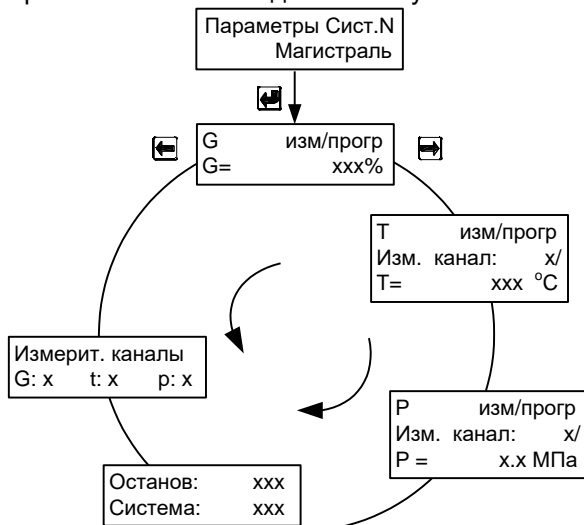 Параметры Сист.N
Магистраль
G изм/прогр
G= xxx%
T изм/прогр
Изм. канал: x/
T= xxx °C
P изм/прогр
Изм. канал: x/
P = x.x МПа
Останов: xxx
Система: xxx
Измерит. каналы
G: x t: x p: x